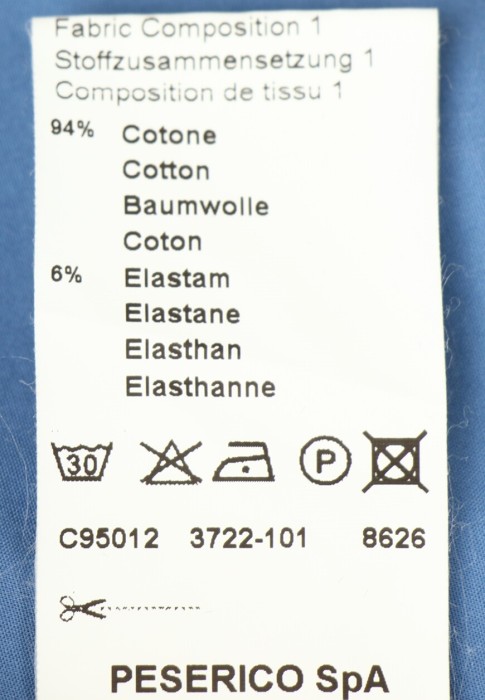 Fabric Composition 1
Stoffzusammensetzung 1
Composition de tissu 1
94% Cotone
Cotton
Baumwolle
Coton
6% Elastam
Elastane
Elasthan
Elasthanne
30 P
C95012 3722-101 8626
PESERICO SpA